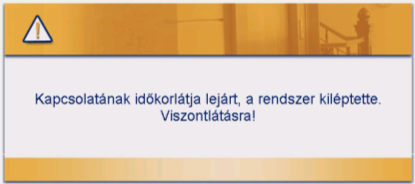 Kapcsolatának időkorlátja lejárt, a rendszer kiléptette.
Viszontlátásra!